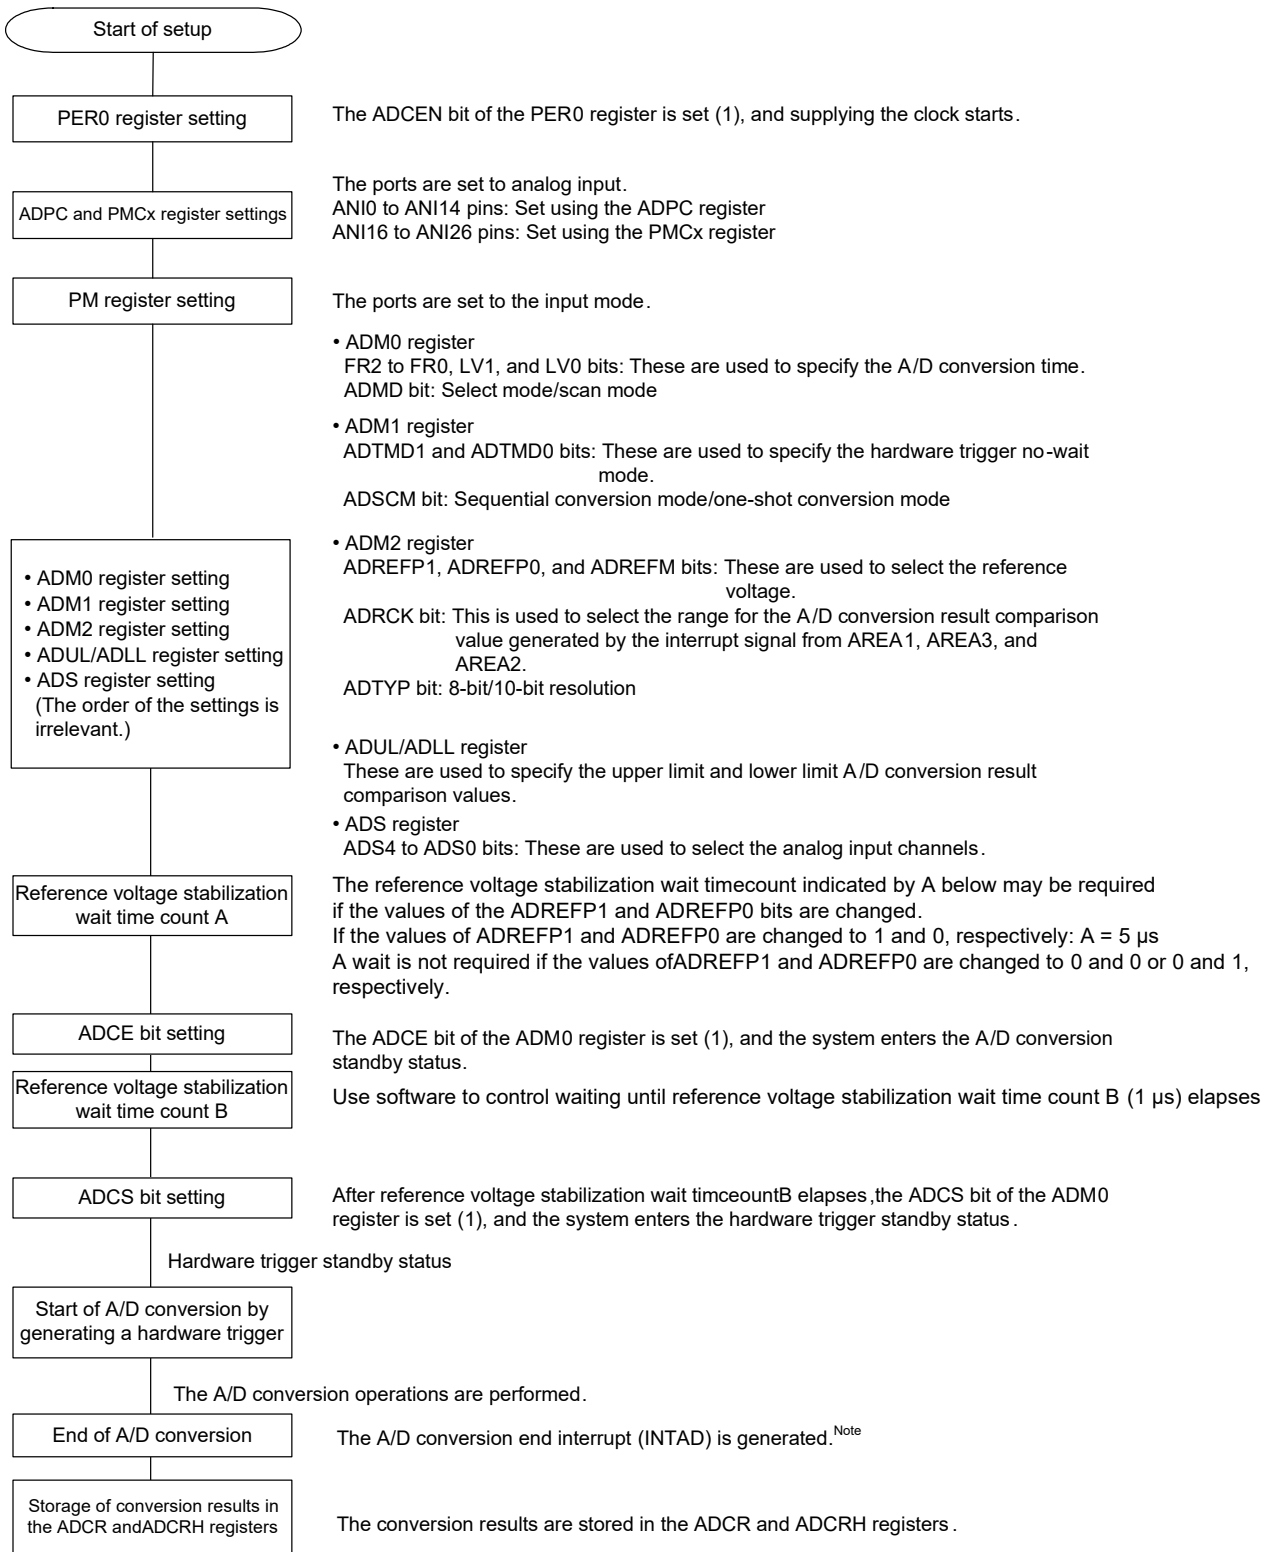 Start of setup
PER0 register setting
The ADCEN bit of the PER0 register is set (1), and supplying the clock starts.
ADPC and PMCx register settings
The ports are set to analog input.
ANI0 to ANI14 pins: Set using the ADPC register
ANI16 to ANI26 pins: Set using the PMCx register
PM register setting
The ports are set to the input mode.
• ADM0 register
FR2 to FR0, LV1, and LV0 bits: These are used to specify the A/D conversion time.
ADMD bit: Select mode/scan mode
• ADM1 register
ADTMD1 and ADTMD0 bits: These are used to specify the hardware trigger no-wait
mode.
ADSCM bit: Sequential conversion mode/one-shot conversion mode
• ADM0 register setting
• ADM1 register setting
• ADM2 register setting
• ADUL/ADLL register setting
• ADS register setting
(The order of the settings is
irrelevant.)
• ADM2 register
ADREFP1, ADREFP0, and ADREFM bits: These are used to select the reference
voltage.
ADRCK bit: This is used to select the range for the A/D conversion result comparison
value generated by the interrupt signal from AREA1, AREA3, and
AREA2.
ADTYP bit: 8-bit/10-bit resolution
• ADUL/ADLL register
These are used to specify the upper limit and lower limit A/D conversion result
comparison values.
• ADS register
ADS4 to ADS0 bits: These are used to select the analog input channels.
Reference voltage stabilization
wait time count A
The reference voltage stabilization wait timecount indicated by A below may be required
if the values of the ADREFP1 and ADREFP0 bits are changed.
If the values of ADREFP1 and ADREFP0 are changed to 1 and 0, respectively: A = 5 µs
A wait is not required if the values ofADREFP1 and ADREFP0 are changed to 0 and 0 or 0 and 1,
respectively.
ADCE bit setting
The ADCE bit of the ADM0 register is set (1), and the system enters the A/D conversion
standby status.
Reference voltage stabilization
wait time count B
Use software to control waiting until reference voltage stabilization wait time count B (1 µs) elapses
ADCS bit setting
After reference voltage stabilization wait timceountB elapses,the ADCS bit of the ADM0
register is set (1), and the system enters the hardware trigger standby status.
Hardware trigger standby status
Start of A/D conversion by
generating a hardware trigger
The A/D conversion operations are performed.
End of A/D conversion
The A/D conversion end interrupt (INTAD) is generated.Note
Storage of conversion results in
the ADCR andADCRH registers
The conversion results are stored in the ADCR and ADCRH registers.